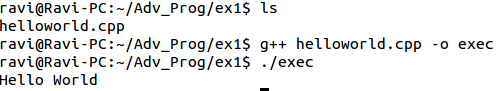 ravi@Ravi-PC:~/Adv_Prog/ex1$ ls
helloworld.cpp
ravi@Ravi-PC:~/Adv_Prog/ex1$ g++ helloworld.cpp -o exec
ravi@Ravi-PC:~/Adv_Prog/ex1$ ./exec
Hello World